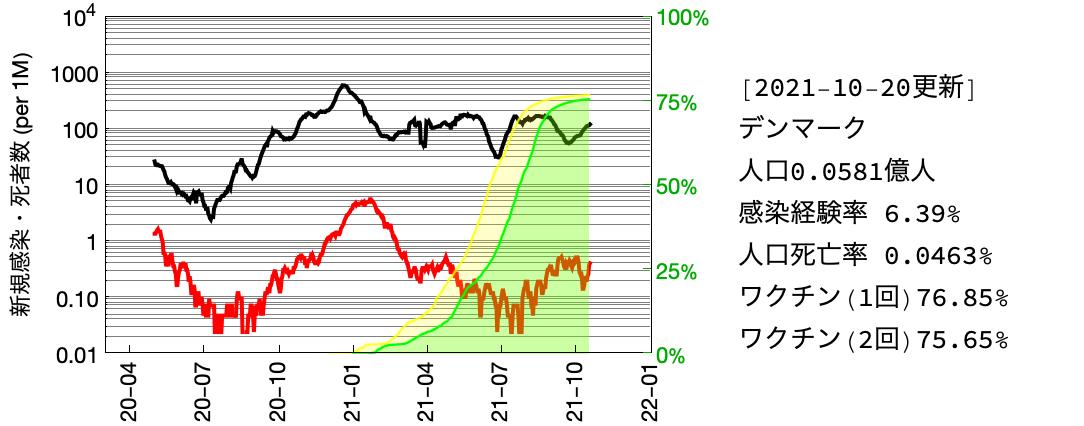 新規感染・死者数 (per 1M)
10^4
1000
100
10
1
0.1
0.10
0.01
100%
75%
50%
25%
0%
20-04
20-07
20-10
21-01
21-04
21-07
21-10
22-01
[2021-10-20更新]
デンマーク
人口0.0581億人
感染経験率 6.39%
人口死亡率 0.0463%
ワクチン(1回)76.85%
ワクチン(2回)75.65%